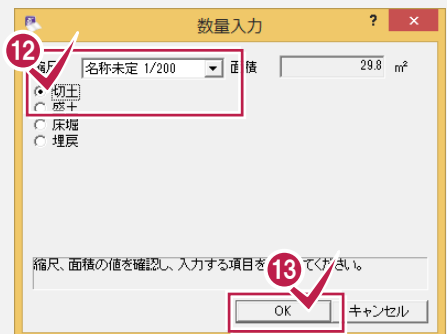 数量入力 ? ×
⑫
縮尺 名称未定 1/200 面積 29.8 m²
切土
盛土
床堀
埋戻
縮尺、面積の値を確認し、入力する項目を てください。
⑬
OK キャンセル